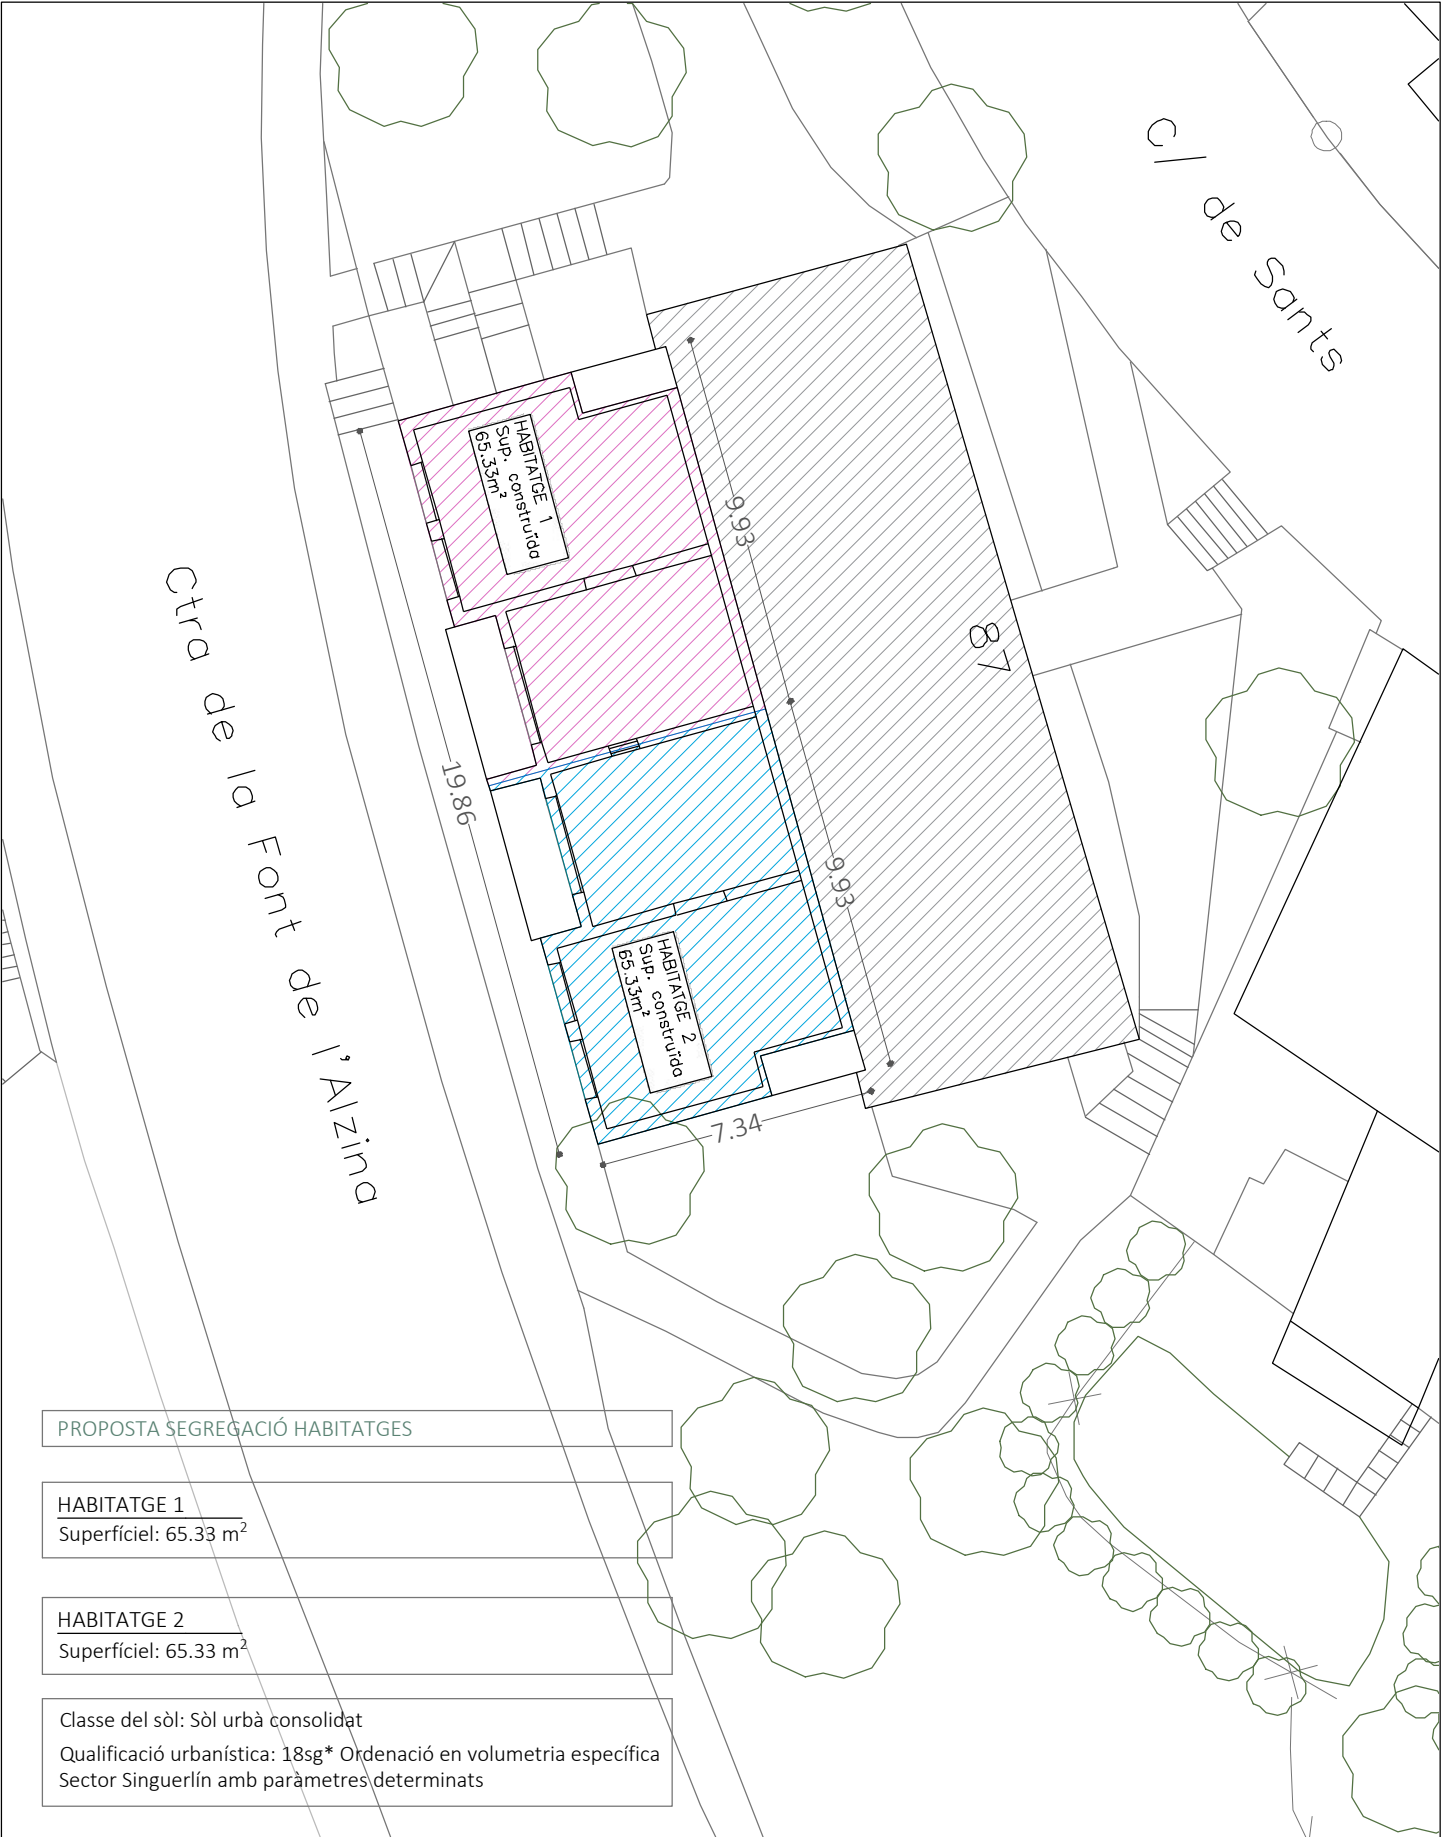 C/ de Sants
HABITATGE 1
Sup. construïda
65.33m²
9.93
87
Ctra de la Font de l'Alzina
19.86
9.93
HABITATGE 2
Sup. construïda
65.33m²
7.34
PROPOSTA SEGREGACIÓ HABITATGES
HABITATGE 1
Superfíciel: 65.33 m²
HABITATGE 2
Superfíciel: 65.33 m²
Classe del sòl: Sòl urbà consolidat
Qualificació urbanística: 18sg* Ordenació en volumetria específica
Sector Singuerlín amb paràmetres determinats